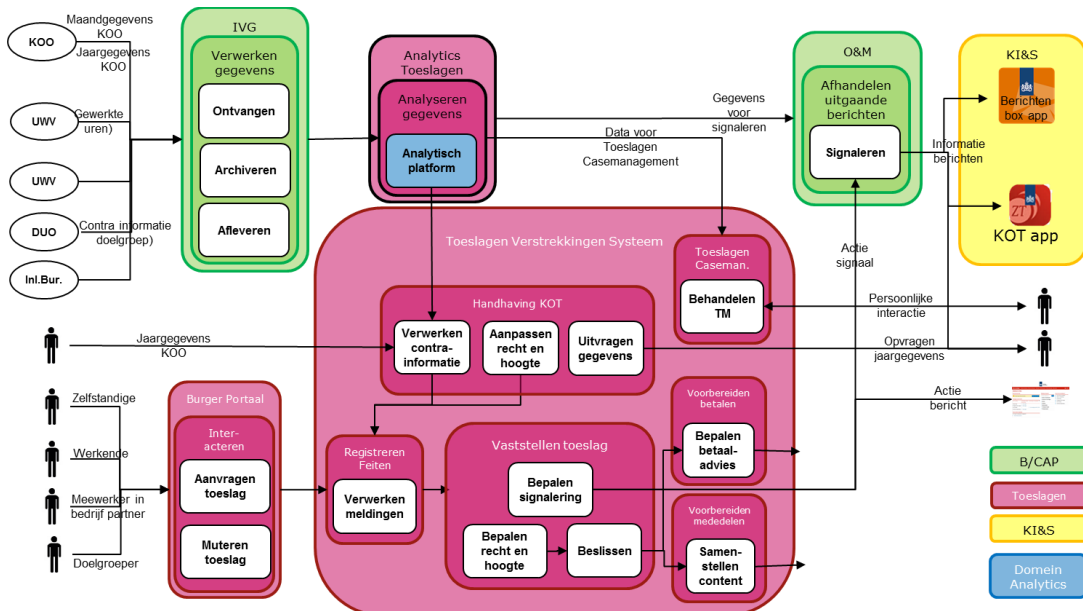 KOO
UWV
UWV
DUO
Inl.Bur.
Maandgegevens
KOO
Jaargegevens
KOO
Gewerkte
uren)
Contra informatie
doelgroep)
IVG
Verwerken
gegevens
Ontvangen
Archiveren
Afleveren
Analytics
Toeslagen
Analyseren
gegevens
Analytisch
platform
Gegevens
voor
signaleren
Data voor
Toeslagen
Casemanagement
O&M
Afhandelen
uitgaande
berichten
Signaleren
Informatie
berichten
KI&S
Berichten
box app
ZT
KOT app
Toeslagen Verstrekkingen Systeem
Toeslagen
Caseman.
Behandelen
TM
Actie
signaal
Persoonlijke
interactie
Handhaving KOT
Verwerken
contra-
informatie
Aanpassen
recht en
hoogte
Uitvragen
gegevens
Opvragen
jaargegevens
Jaargegevens
KOO
Zelfstandige
Werkende
Meewerker in
bedrijf partner
Doelgroeper
Burger Portaal
Inter-
acteren
Aanvragen
toeslag
Muteren
toeslag
Registreren
Feiten
Verwerken
meldingen
Vaststellen toeslag
Bepalen
signalering
Bepalen
recht en
hoogte
Beslissen
Voorbereiden
betalen
Bepalen
betaal-
advies
Voorbereiden
mededelen
Samen-
stellen
content
Actie
bericht
B/CAP
Toeslagen
KI&S
Domein
Analytics